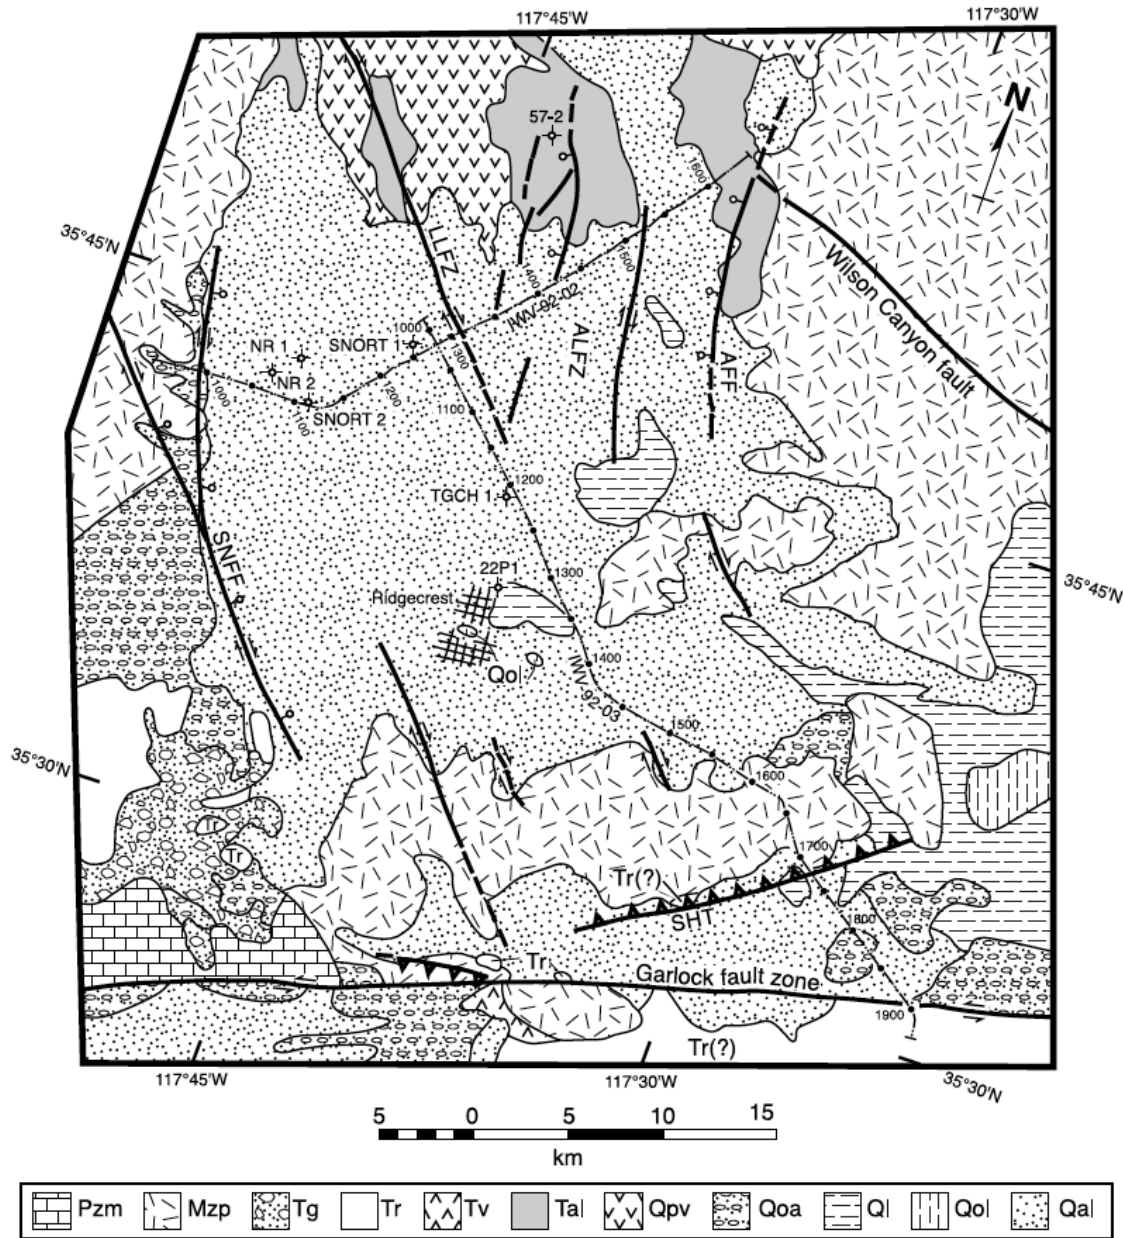 117°45'W
117°30'W
N
57-2
1600
35°45'N
LLFZ
1500
1400
Wilson Canyon fault
IWV-92-02
1000
SNORT 1
NR 1
300
ALFZ
AFF
NR 2
1000
1200
1100
SNORT 2
1100
1200
TGCH 1
SNFF
22P1
1300
35°45'N
Ridgecrest
1400
Qol
IWV-92-03
1500
35°30'N
1600
1700
Tr
Tr(?)
SHT
800
Tr
Garlock fault zone
1900
Tr(?)
117°45'W
117°30'W
35°30'N
5 0 5 10 15
km
Pzm Mzp Tg Tr Tv Tal Qpv Qoa Ql Qol Qal